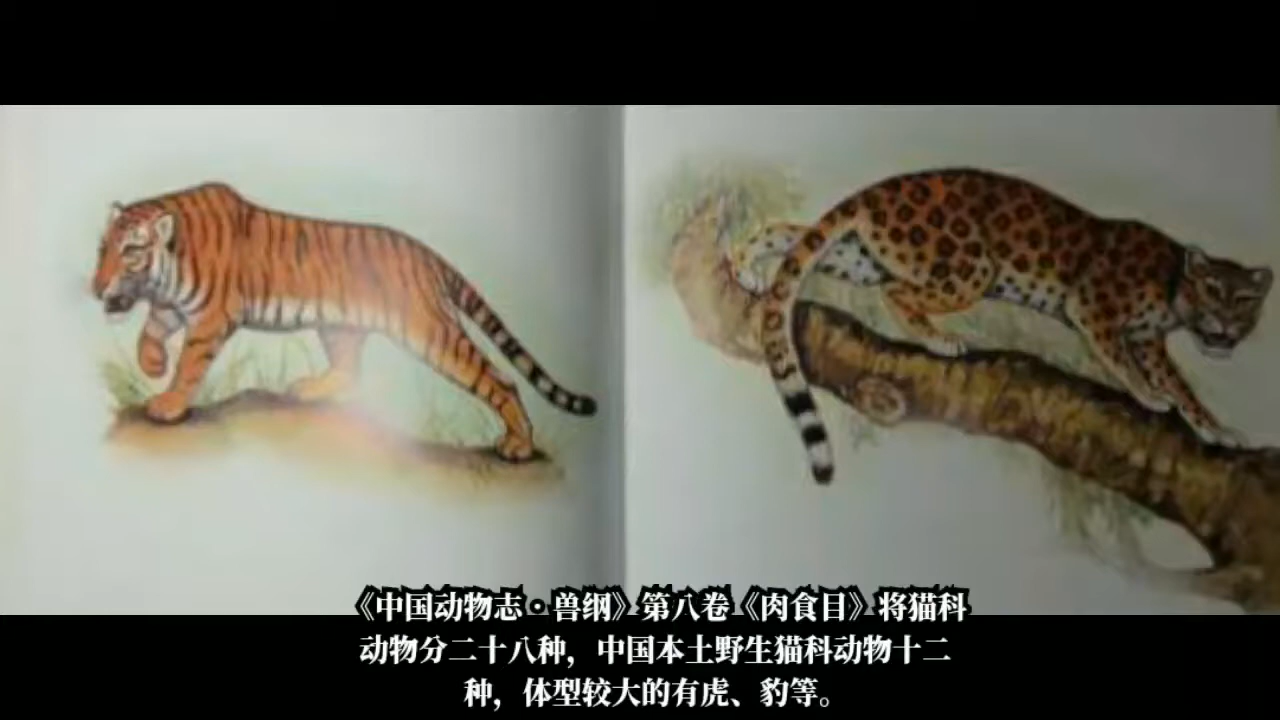 《中国动物志·兽纲》第八卷《肉食目》将猫科
动物分二十八种，中国本土野生猫科动物十二
种，体型较大的有虎、豹等。